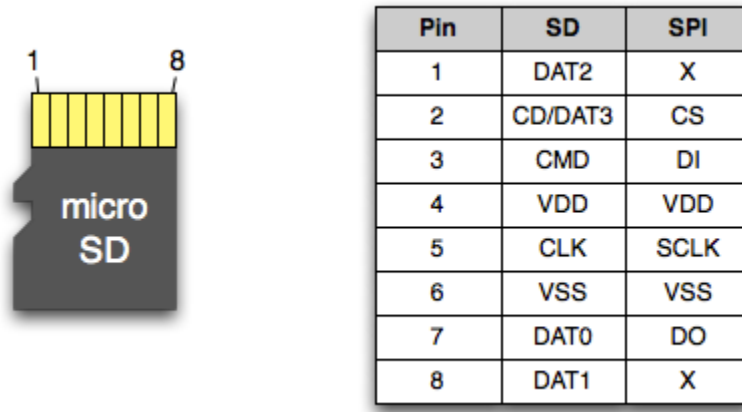 1 8
micro
SD
Pin SD SPI
1 DAT2 X
2 CD/DAT3 CS
3 CMD DI
4 VDD VDD
5 CLK SCLK
6 VSS VSS
7 DAT0 DO
8 DAT1 X